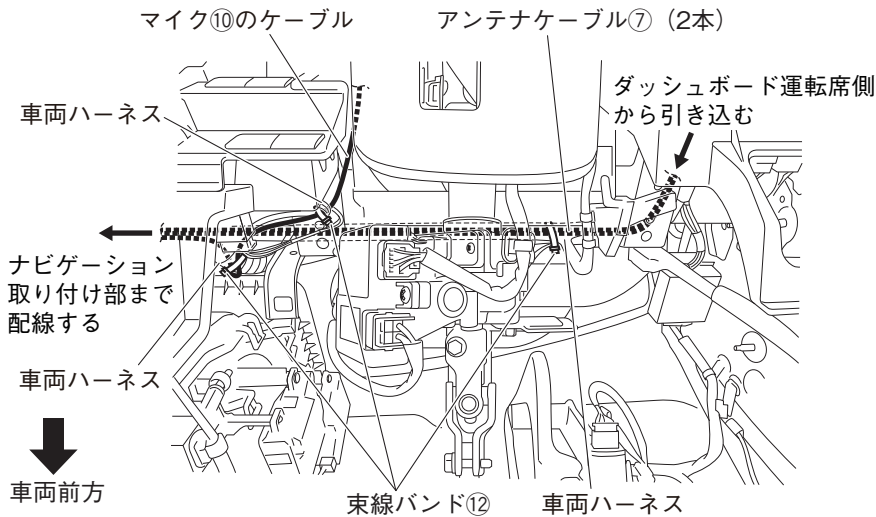 マイク⑩のケーブル
アンテナケーブル⑦（2本）
ダッシュボード運転席側
から引き込む
車両ハーネス
ナビゲーション
取り付け部まで
配線する
車両ハーネス
車両前方
束線バンド⑫
車両ハーネス